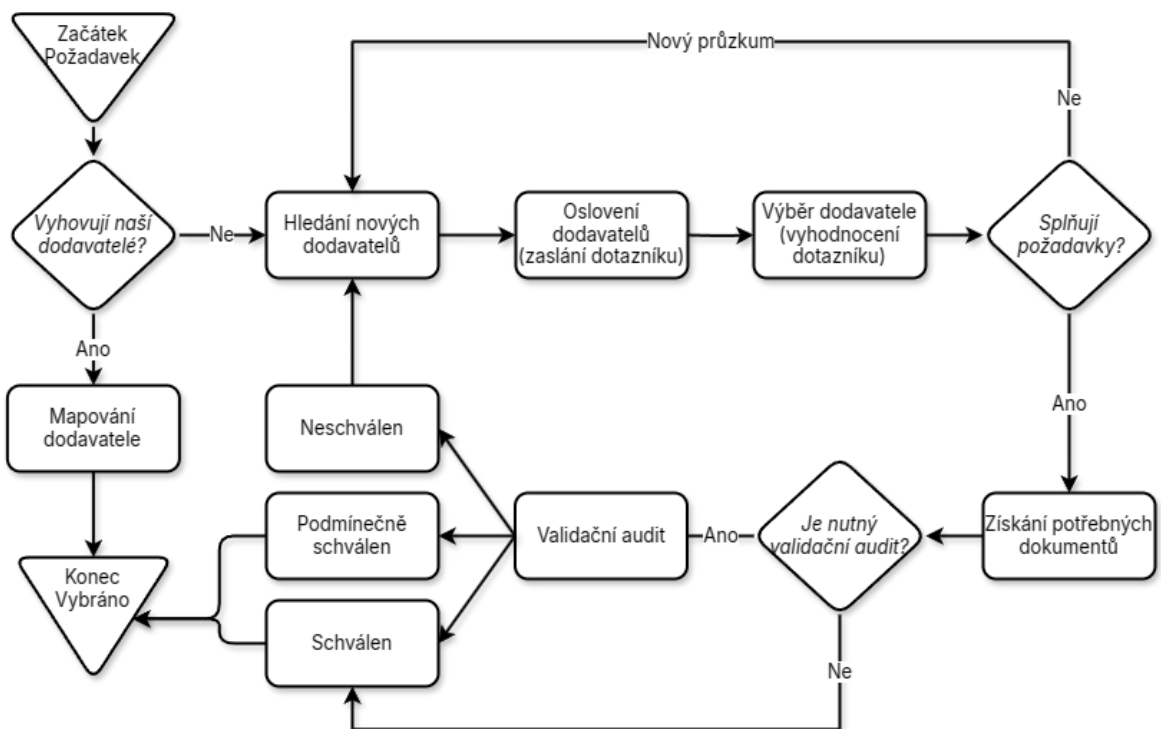 Začátek
Požadavek
Nový průzkum
Ne
Vyhovují naší
dodavatelé?
Ne
Hledání nových
dodavatelů
Oslovení
dodavatelů
(zaslání dotazníku)
Výběr dodavatele
(vyhodnocení
dotazníku)
Splňují
požadavky?
Ano
Ano
Mapování
dodavatele
Neschválen
Podmínečně
schválen
Validační audit
Ano
Je nutný
validační audit?
Získání potřebných
dokumentů
Konec
Vybráno
Schválen
Ne